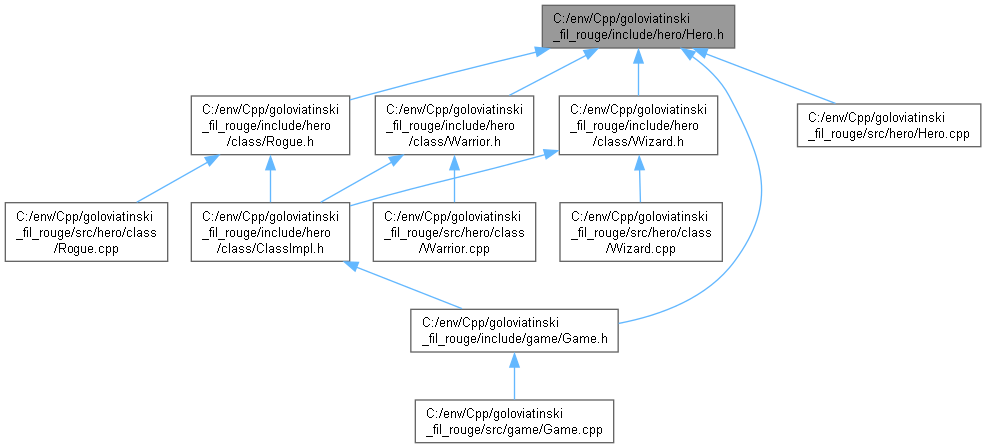 C:/env/Cpp/goloviatinski
_fil_rouge/include/hero/Hero.h
C:/env/Cpp/goloviatinski
_fil_rouge/include/hero
/class/Rogue.h
C:/env/Cpp/goloviatinski
_fil_rouge/include/hero
/class/Warrior.h
C:/env/Cpp/goloviatinski
_fil_rouge/include/hero
/class/Wizard.h
C:/env/Cpp/goloviatinski
_fil_rouge/src/hero/Hero.cpp
C:/env/Cpp/goloviatinski
_fil_rouge/src/hero/class
/Rogue.cpp
C:/env/Cpp/goloviatinski
_fil_rouge/include/hero
/class/ClassImpl.h
C:/env/Cpp/goloviatinski
_fil_rouge/src/hero/class
/Warrior.cpp
C:/env/Cpp/goloviatinski
_fil_rouge/src/hero/class
/Wizard.cpp
C:/env/Cpp/goloviatinski
_fil_rouge/include/game/Game.h
C:/env/Cpp/goloviatinski
_fil_rouge/src/game/Game.cpp